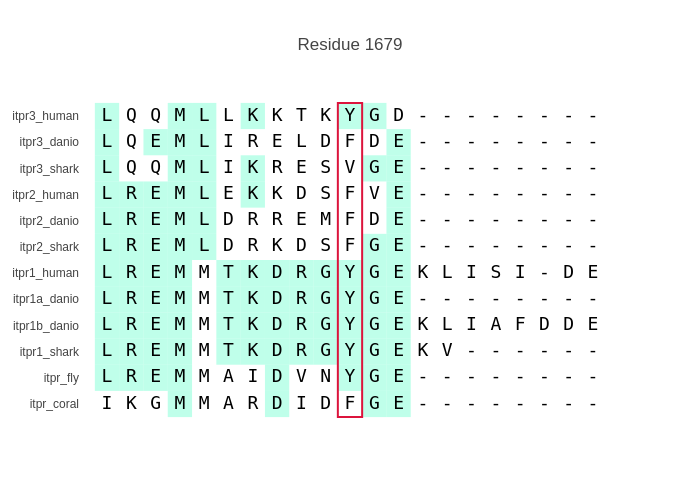 Residue 1679
itpr3_human L Q Q M L L K K T K Y G D - - - - - - - -
itpr3_danio L Q E M L I R E L D F D E - - - - - - - -
itpr3_shark L Q Q M L I K R E S V G E - - - - - - - -
itpr2_human L R E M L E K K D S F V E - - - - - - - -
itpr2_danio L R E M L D R R E M F D E - - - - - - - -
itpr2_shark L R E M L D R K D S F G E - - - - - - - -
itpr1_human L R E M M T K D R G Y G E K L I S I - D E
itpr1a_danio L R E M M T K D R G Y G E - - - - - - - -
itpr1b_danio L R E M M T K D R G Y G E K L I A F D D E
itpr1_shark L R E M M T K D R G Y G E K V - - - - - -
itpr_fly L R E M M A I D V N Y G E - - - - - - - -
itpr_coral I K G M M A R D I D F G E - - - - - - - -